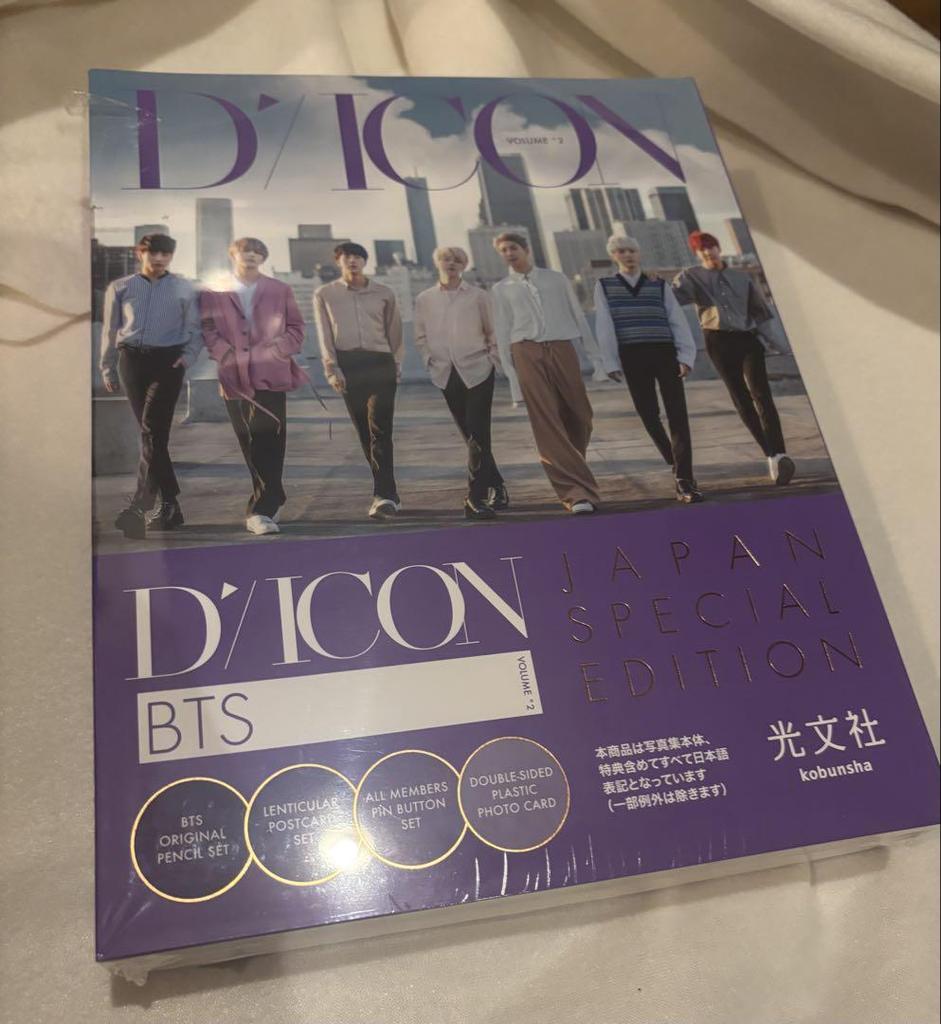 D'/ICON
VOLUME °2
D'/ICON
VOLUME °2
BTS
JAPAN
SPECIAL
EDITION
BTS
ORIGINAL
PENCIL SET
LENTICULAR
POSTCARD
SET
ALL MEMBERS
PIN BUTTON
SET
DOUBLE-SIDED
PLASTIC
PHOTO CARD
本商品は写真集本体、
特典含めてすべて日本語
表記となっています
(一部例外は除きます)
光文社
kobunsha